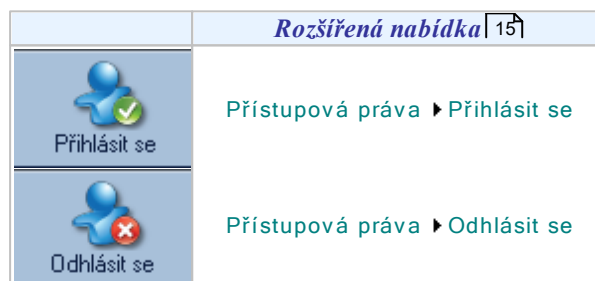 Rozšířená nabídka 15
Přihlásit se
Přístupová práva ▸ Přihlásit se
Odhlásit se
Přístupová práva ▸ Odhlásit se